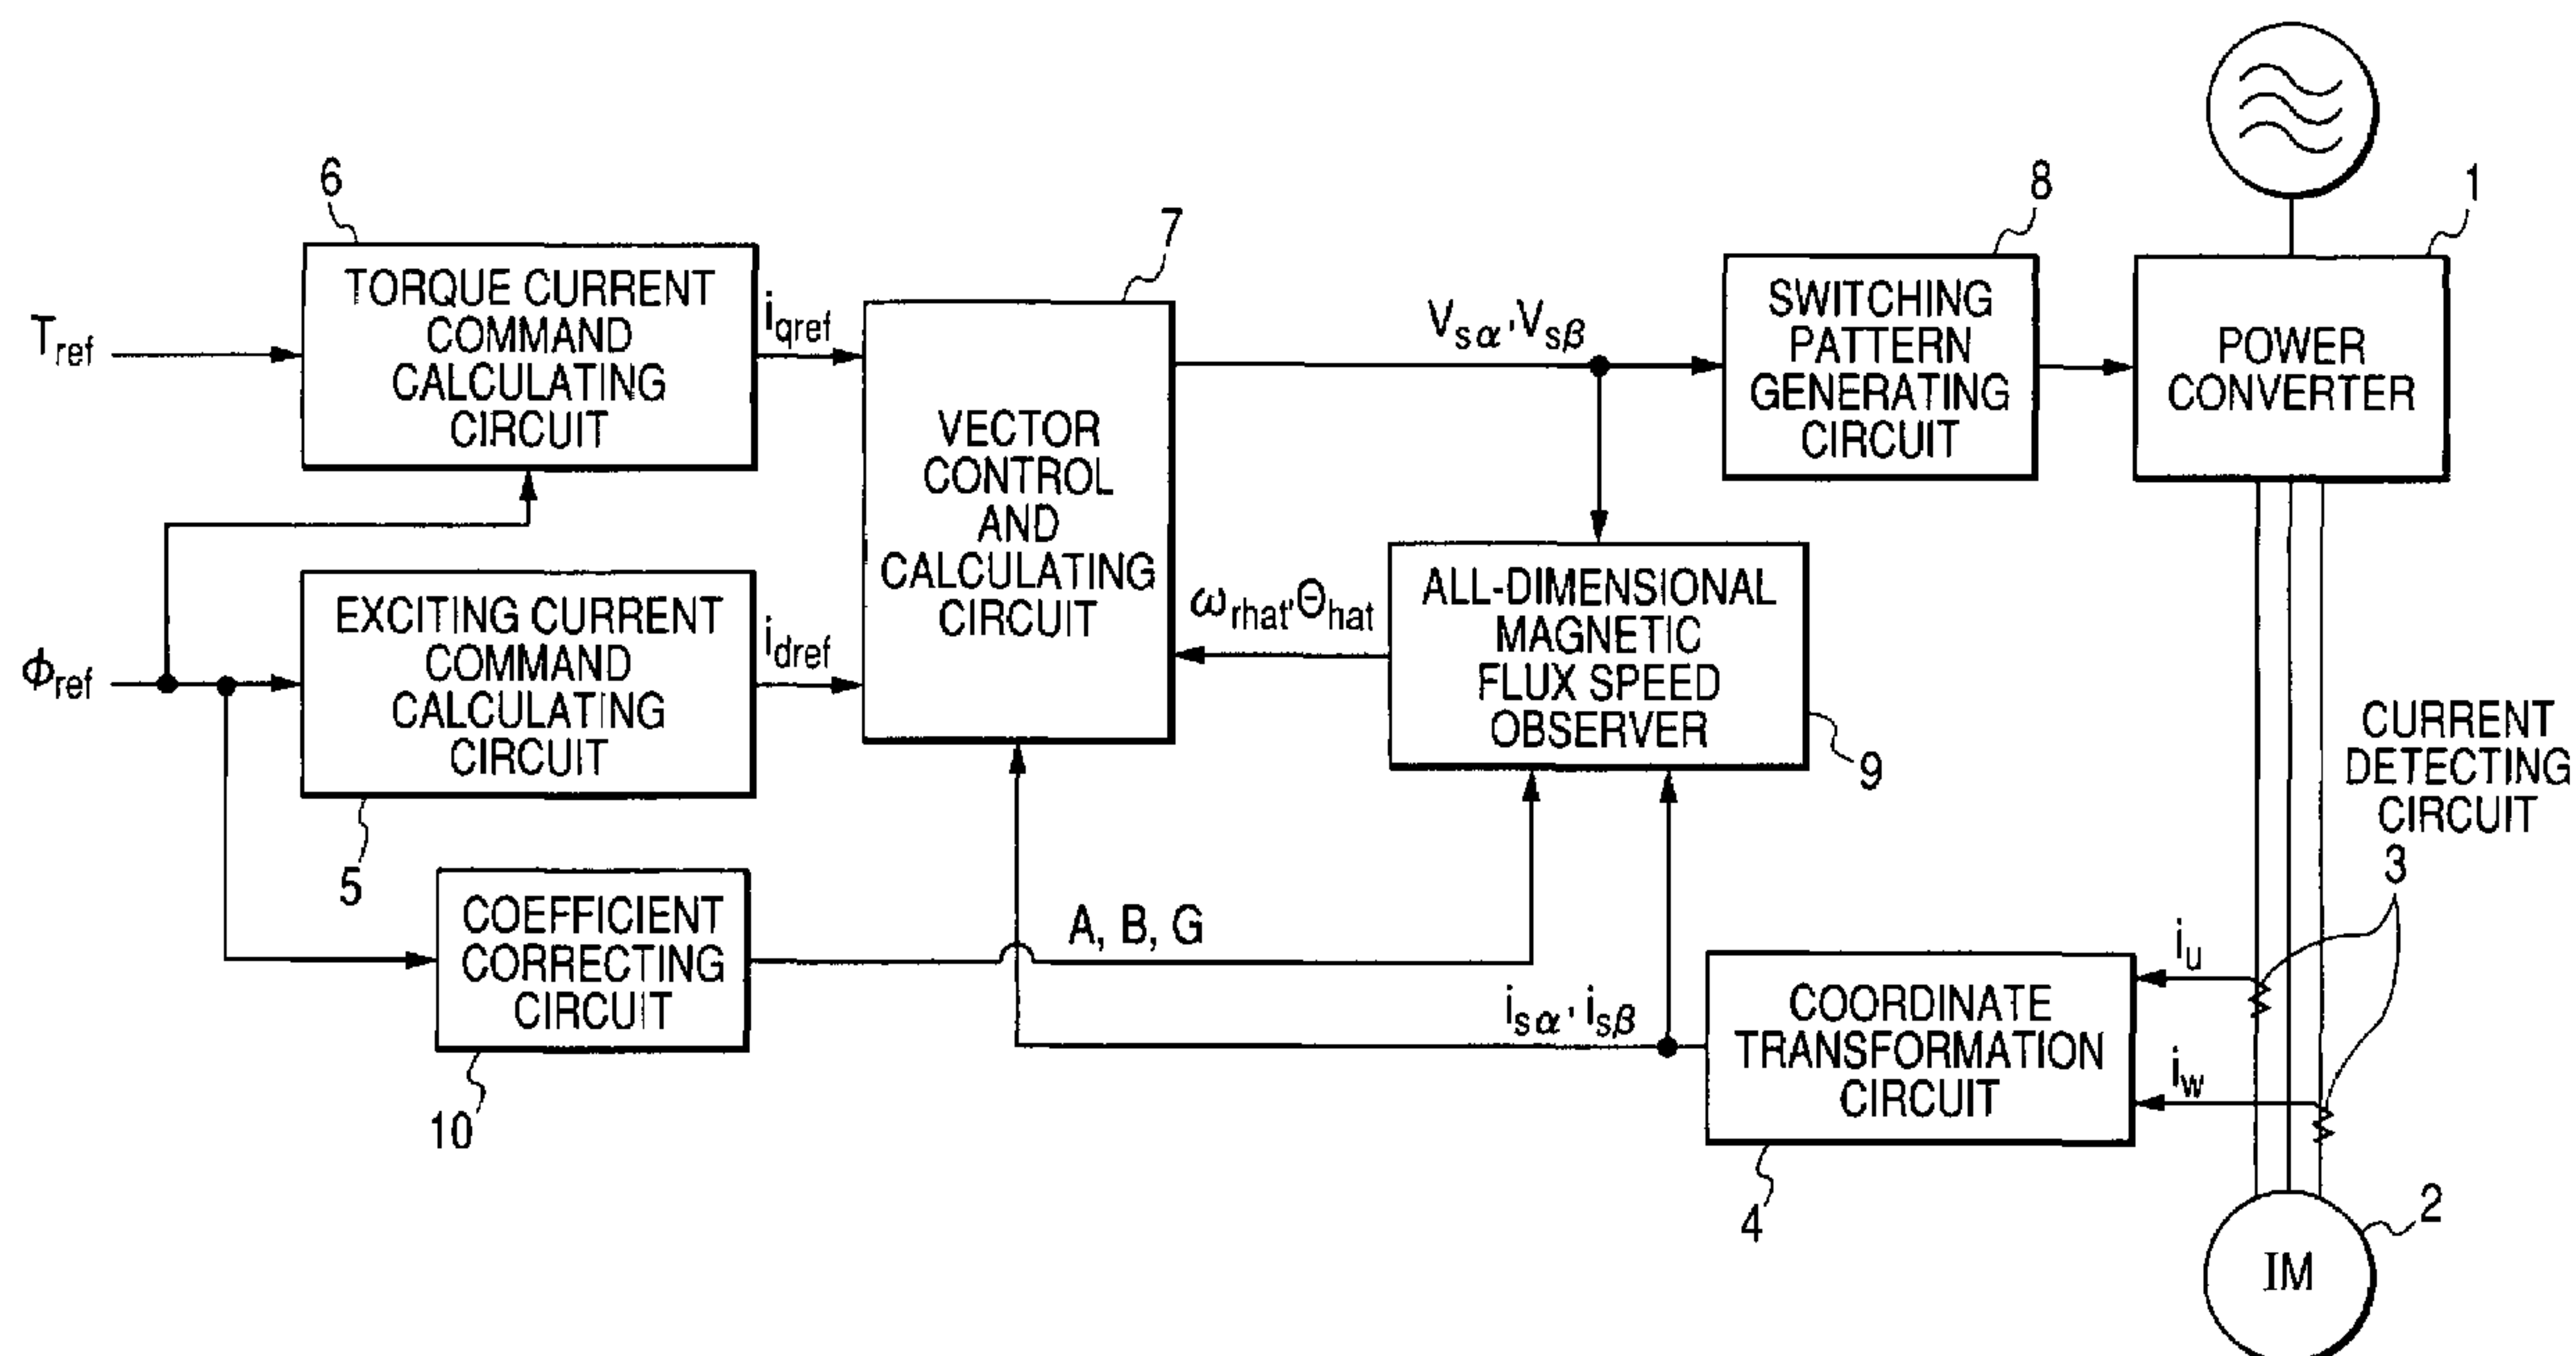 6
TORQUE CURRENT
COMMAND
CALCULATING
CIRCUIT
T_ref
i_qref
7
VECTOR
CONTROL
AND
CALCULATING
CIRCUIT
V_sα, V_sβ
8
SWITCHING
PATTERN
GENERATING
CIRCUIT
1
POWER
CONVERTER
ϕ_ref
EXCITING CURRENT
COMMAND
CALCULATING
CIRCUIT
5
i_dref
ω_rhat, Θ_hat
ALL-DIMENSIONAL
MAGNETIC
FLUX SPEED
OBSERVER
9
CURRENT
DETECTING
CIRCUIT
3
COEFFICIENT
CORRECTING
CIRCUIT
10
A, B, G
i_sα, i_sβ
COORDINATE
TRANSFORMATION
CIRCUIT
4
i_u
i_w
2
IM